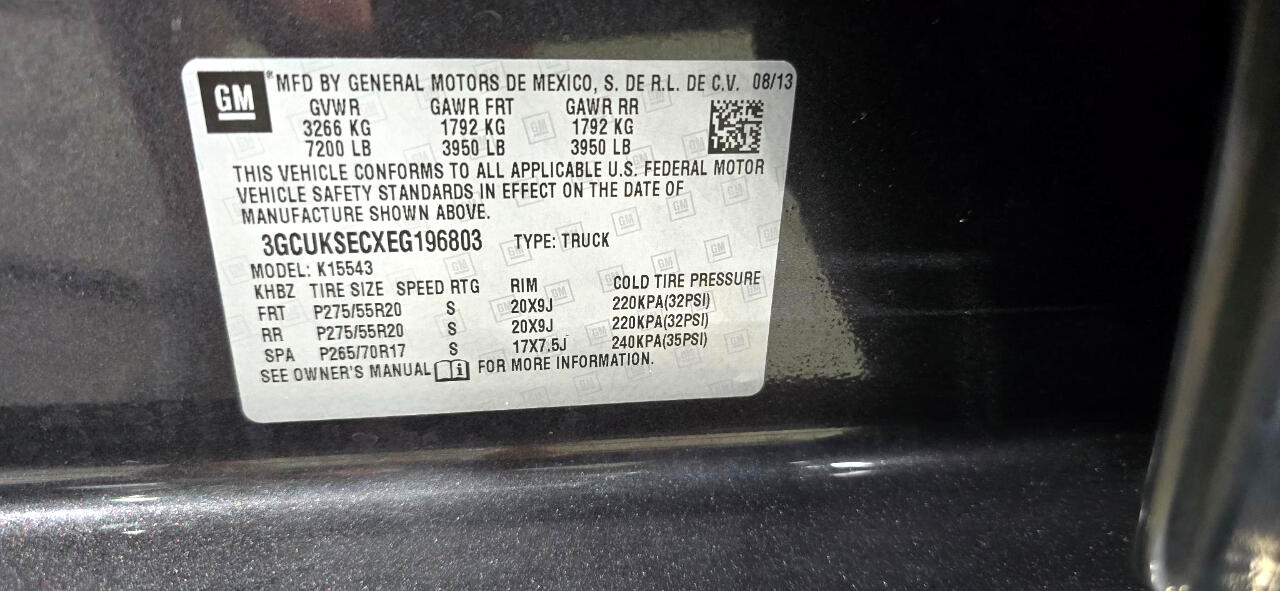 GM ® MFD BY GENERAL MOTORS DE MEXICO, S. DE R.L. DE C.V. 08/13
GVWR GAWR FRT GAWR RR
3266 KG 1792 KG 1792 KG
7200 LB 3950 LB 3950 LB
THIS VEHICLE CONFORMS TO ALL APPLICABLE U.S. FEDERAL MOTOR
VEHICLE SAFETY STANDARDS IN EFFECT ON THE DATE OF
MANUFACTURE SHOWN ABOVE.
3GCUKSECXEG196803 TYPE: TRUCK
MODEL: K15543
KHBZ TIRE SIZE SPEED RTG RIM COLD TIRE PRESSURE
FRT P275/55R20 S 20X9J 220KPA(32PSI)
RR P275/55R20 S 20X9J 220KPA(32PSI)
SPA P265/70R17 S 17X7.5J 240KPA(35PSI)
SEE OWNER'S MANUAL i FOR MORE INFORMATION.